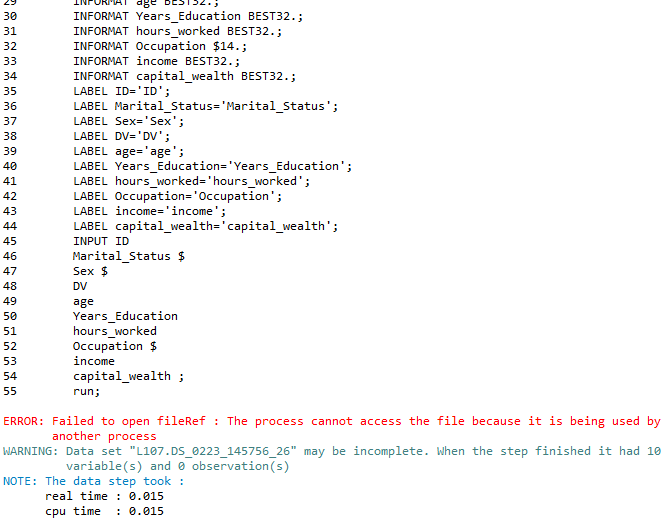 29 INFORMAT age BEST32.;
30 INFORMAT Years_Education BEST32.;
31 INFORMAT hours_worked BEST32.;
32 INFORMAT Occupation $14.;
33 INFORMAT income BEST32.;
34 INFORMAT capital_wealth BEST32.;
35 LABEL ID='ID';
36 LABEL Marital_Status='Marital_Status';
37 LABEL Sex='Sex';
38 LABEL DV='DV';
39 LABEL age='age';
40 LABEL Years_Education='Years_Education';
41 LABEL hours_worked='hours_worked';
42 LABEL Occupation='Occupation';
43 LABEL income='income';
44 LABEL capital_wealth='capital_wealth';
45 INPUT ID
46 Marital_Status $
47 Sex $
48 DV
49 age
50 Years_Education
51 hours_worked
52 Occupation $
53 income
54 capital_wealth ;
55 run;
ERROR: Failed to open fileRef : The process cannot access the file because it is being used by
another process
WARNING: Data set "L107.DS_0223_145756_26" may be incomplete. When the step finished it had 10
variable(s) and 0 observation(s)
NOTE: The data step took :
real time : 0.015
cpu time : 0.015